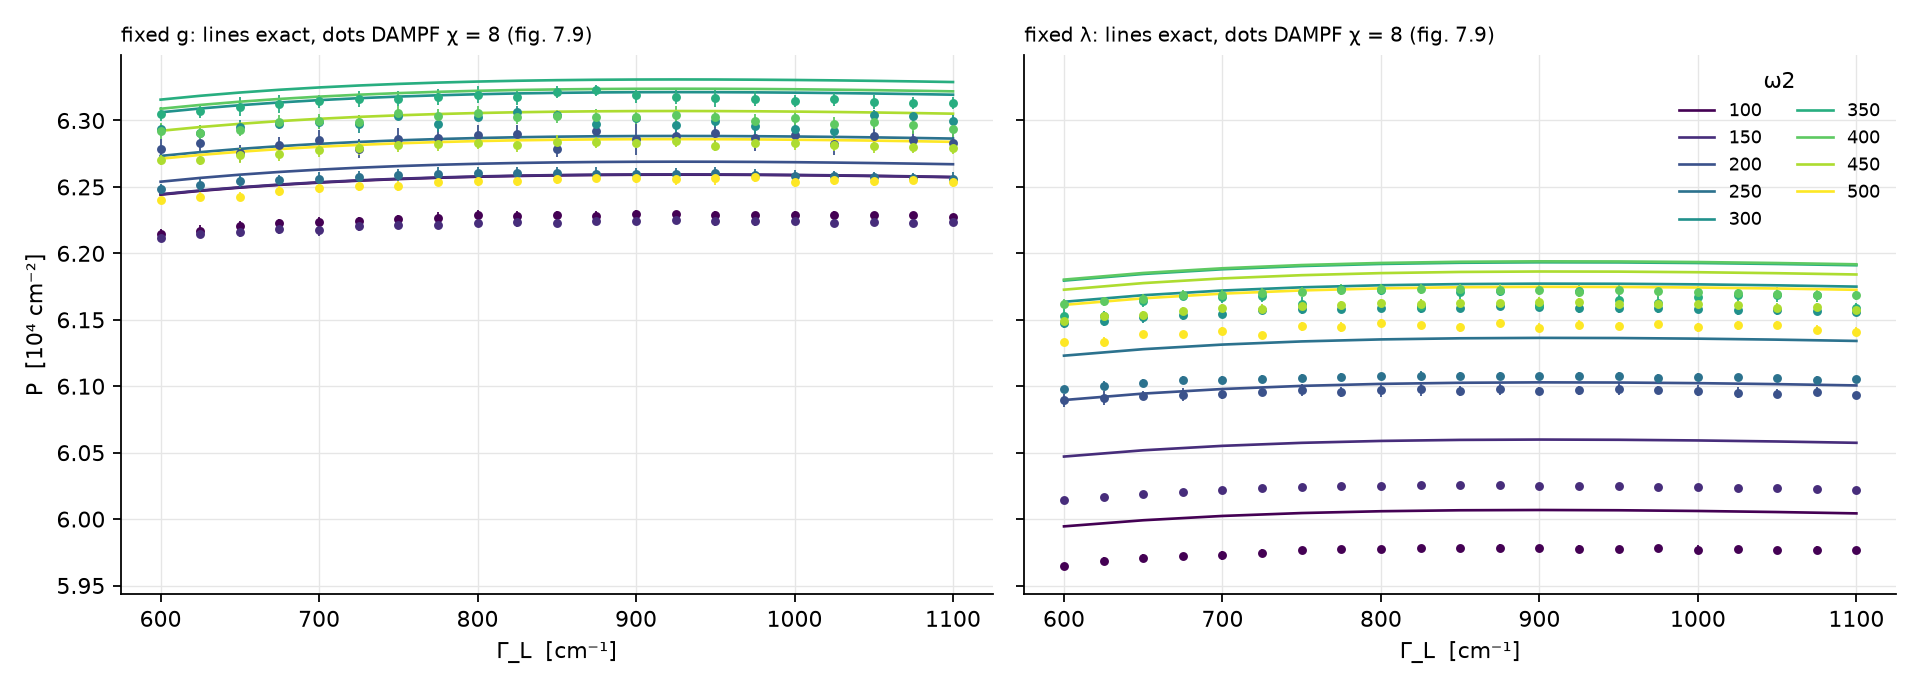 fixed g: lines exact, dots DAMPF χ = 8 (fig. 7.9)
fixed λ: lines exact, dots DAMPF χ = 8 (fig. 7.9)
P [10⁴ cm⁻²]
6.30
6.25
6.20
6.15
6.10
6.05
6.00
5.95
600 700 800 900 1000 1100
Γ_L [cm⁻¹]
ω2
100 350
150 400
200 450
250 500
300
600 700 800 900 1000 1100
Γ_L [cm⁻¹]